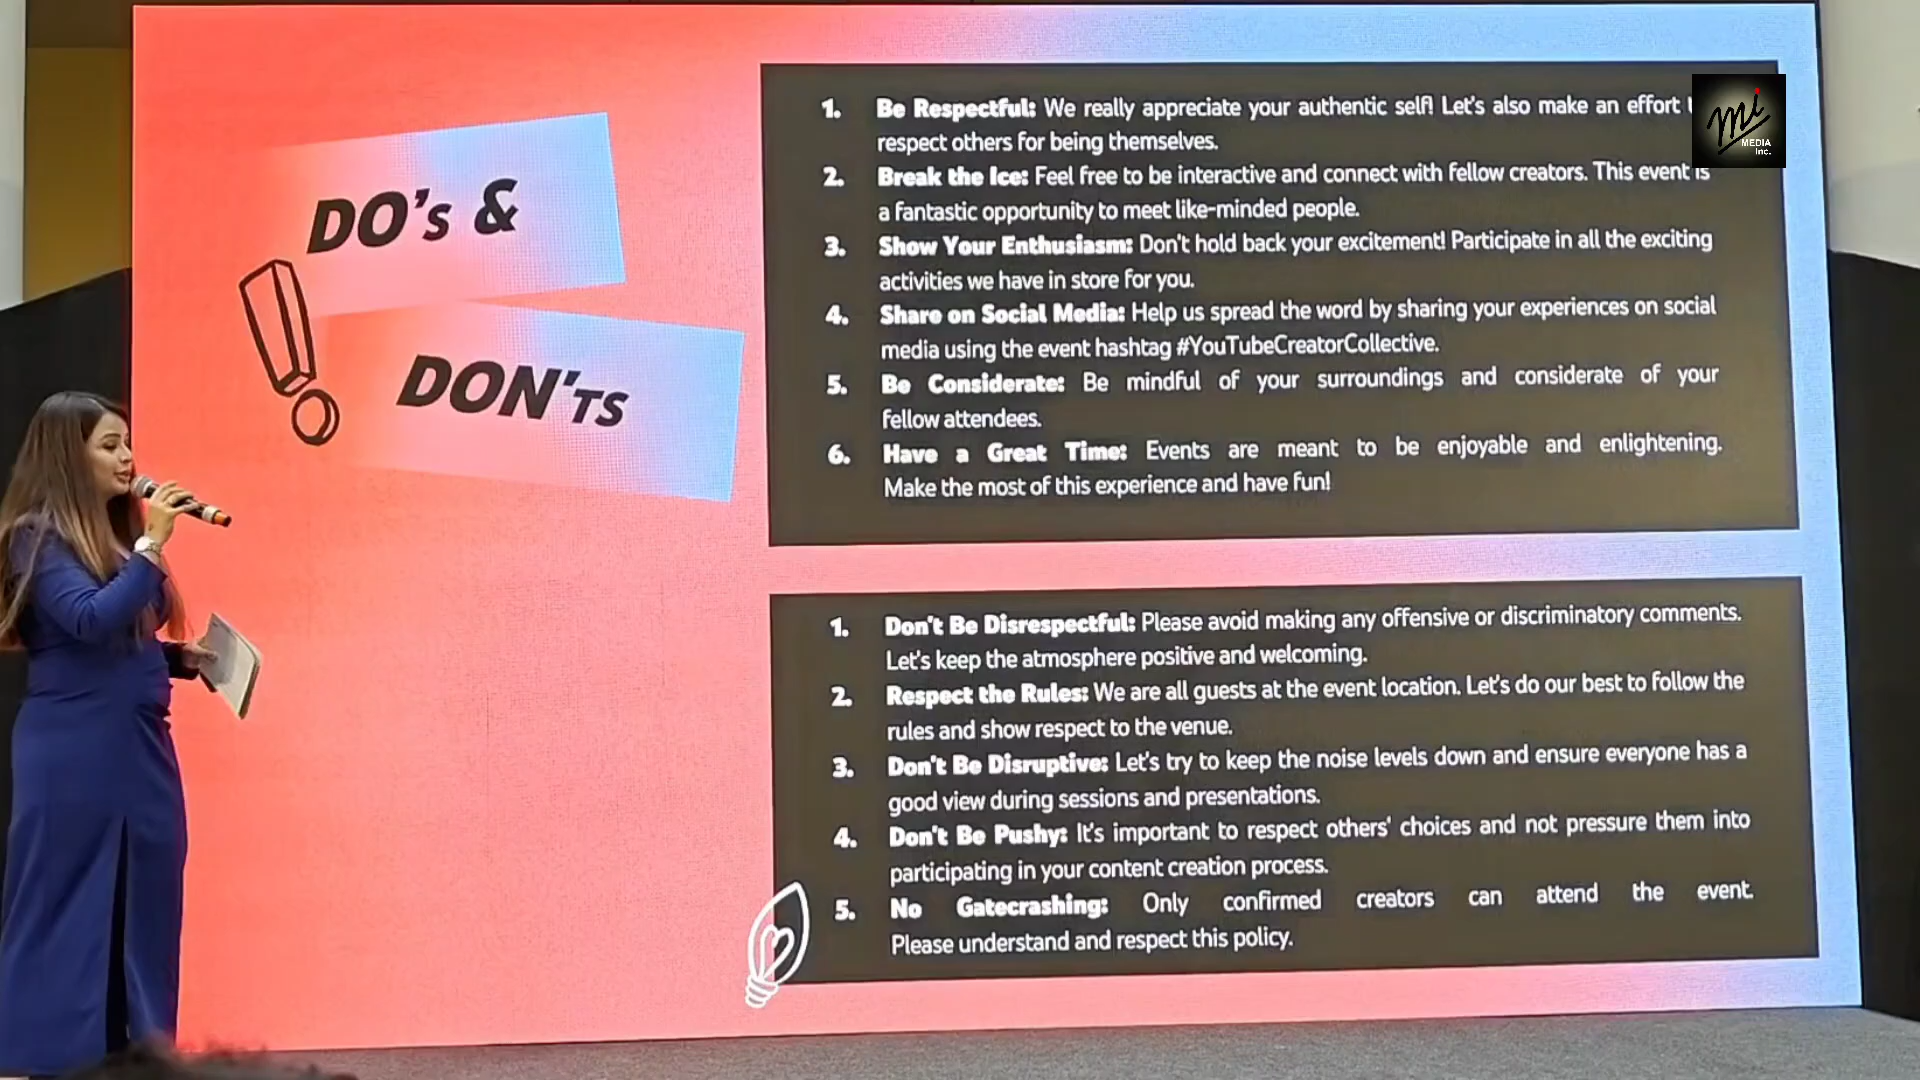 DO's &
DON'TS
1. Be Respectful: We really appreciate your authentic self! Let's also make an effort
respect others for being themselves.
2. Break the Ice: Feel free to be interactive and connect with fellow creators. This event is
a fantastic opportunity to meet like-minded people.
3. Show Your Enthusiasm: Don't hold back your excitement! Participate in all the exciting
activities we have in store for you.
4. Share on Social Media: Help us spread the word by sharing your experiences on social
media using the event hashtag #YouTubeCreatorCollective.
5. Be Considerate: Be mindful of your surroundings and considerate of your
fellow attendees.
6. Have a Great Time: Events are meant to be enjoyable and enlightening.
Make the most of this experience and have fun!
1. Don't Be Disrespectful: Please avoid making any offensive or discriminatory comments.
Let's keep the atmosphere positive and welcoming.
2. Respect the Rules: We are all guests at the event location. Let's do our best to follow the
rules and show respect to the venue.
3. Don't Be Disruptive: Let's try to keep the noise levels down and ensure everyone has a
good view during sessions and presentations.
4. Don't Be Pushy: It's important to respect others' choices and not pressure them into
participating in your content creation process.
5. No Gatecrashing: Only confirmed creators can attend the event.
Please understand and respect this policy.
mi
MEDIA
Inc.